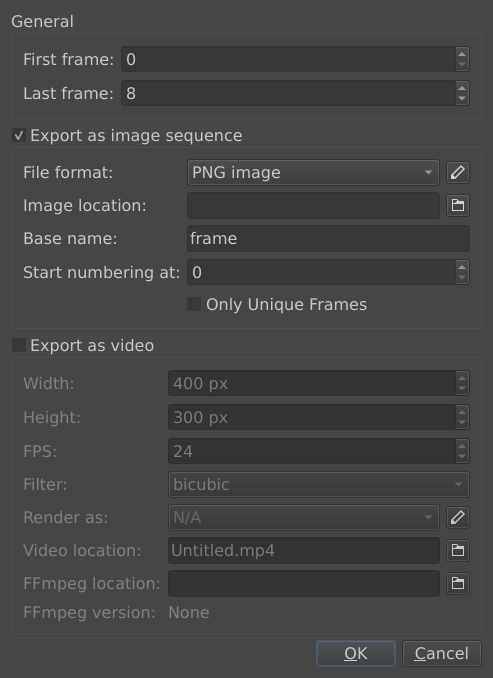 General
First frame: 0
Last frame: 8
Export as image sequence
File format: PNG image
Image location:
Base name: frame
Start numbering at: 0
Only Unique Frames
Export as video
Width: 400 px
Height: 300 px
FPS: 24
Filter: bicubic
Render as: N/A
Video location: Untitled.mp4
FFmpeg location:
FFmpeg version: None
OK Cancel